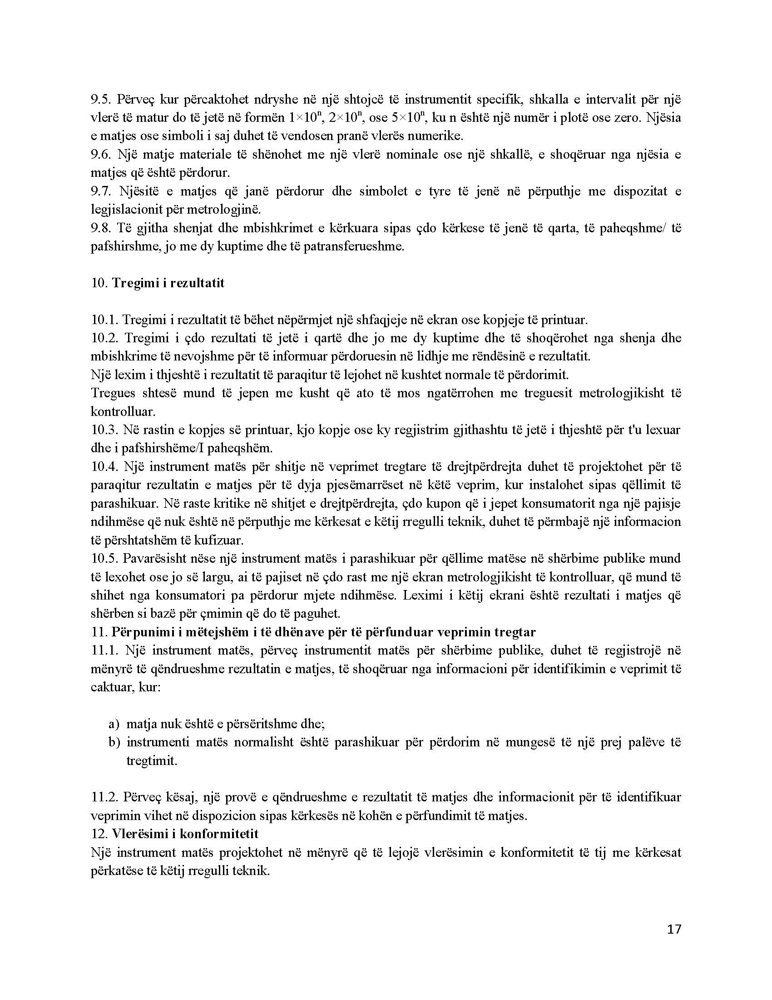 9.5. Përveç kur përcaktohet ndryshe në një shtojcë të instrumentit specifik, shkalla e intervalit për një
vlerë të matur do të jetë në formën 1×10ⁿ, 2×10ⁿ, ose 5×10ⁿ, ku n është një numër i plotë ose zero. Njësia
e matjes ose simboli i saj duhet të vendosen pranë vlerës numerike.
9.6. Një matje materiale të shënohet me një vlerë nominale ose një shkallë, e shoqëruar nga njësia e
matjes që është përdorur.
9.7. Njësitë e matjes që janë përdorur dhe simbolet e tyre të jenë në përputhje me dispozitat e
legjislacionit për metrologjinë.
9.8. Të gjitha shenjat dhe mbishkrimet e kërkuara sipas çdo kërkese të jenë të qarta, të paheqshme/ të
pafshirshme, jo me dy kuptime dhe të patransferueshme.
10. Tregimi i rezultatit
10.1. Tregimi i rezultatit të bëhet nëpërmjet një shfaqjeje në ekran ose kopjeje të printuar.
10.2. Tregimi i çdo rezultati të jetë i qartë dhe jo me dy kuptime dhe të shoqërohet nga shenja dhe
mbishkrime të nevojshme për të informuar përdoruesin në lidhje me rëndësinë e rezultatit.
Një lexim i thjeshtë i rezultatit të paraqitur të lejohet në kushtet normale të përdorimit.
Tregues shtesë mund të jepen me kusht që ato të mos ngatërrohen me treguesit metrologjikisht të
kontrolluar.
10.3. Në rastin e kopjes së printuar, kjo kopje ose ky regjistrim gjithashtu të jetë i thjeshtë për t'u lexuar
dhe i pafshirshëme/I paheqshëm.
10.4. Një instrument matës për shitje në veprimet tregtare të drejtpërdrejta duhet të projektohet për të
paraqitur rezultatin e matjes për të dyja pjesëmarrëset në këtë veprim, kur instalohet sipas qëllimit të
parashikuar. Në raste kritike në shitjet e drejtpërdrejta, çdo kupon që i jepet konsumatorit nga një pajisje
ndihmëse që nuk është në përputhje me kërkesat e këtij rregulli teknik, duhet të përmbajë një informacion
të përshtatshëm të kufizuar.
10.5. Pavarësisht nëse një instrument matës i parashikuar për qëllime matëse në shërbime publike mund
të lexohet ose jo së largu, ai të pajiset në çdo rast me një ekran metrologjikisht të kontrolluar, që mund të
shihet nga konsumatori pa përdorur mjete ndihmëse. Leximi i këtij ekrani është rezultati i matjes që
shërben si bazë për çmimin që do të paguhet.
11. Përpunimi i mëtejshëm i të dhënave për të përfunduar veprimin tregtar
11.1. Një instrument matës, përveç instrumentit matës për shërbime publike, duhet të regjistrojë në
mënyrë të qëndrueshme rezultatin e matjes, të shoqëruar nga informacioni për identifikimin e veprimit të
caktuar, kur:
a) matja nuk është e përsëritshme dhe;
b) instrumenti matës normalisht është parashikuar për përdorim në mungesë të një prej palëve të
tregtimit.
11.2. Përveç kësaj, një provë e qëndrueshme e rezultatit të matjes dhe informacionit për të identifikuar
veprimin vihet në dispozicion sipas kërkesës në kohën e përfundimit të matjes.
12. Vlerësimi i konformitetit
Një instrument matës projektohet në mënyrë që të lejojë vlerësimin e konformitetit të tij me kërkesat
përkatëse të këtij rregulli teknik.
17